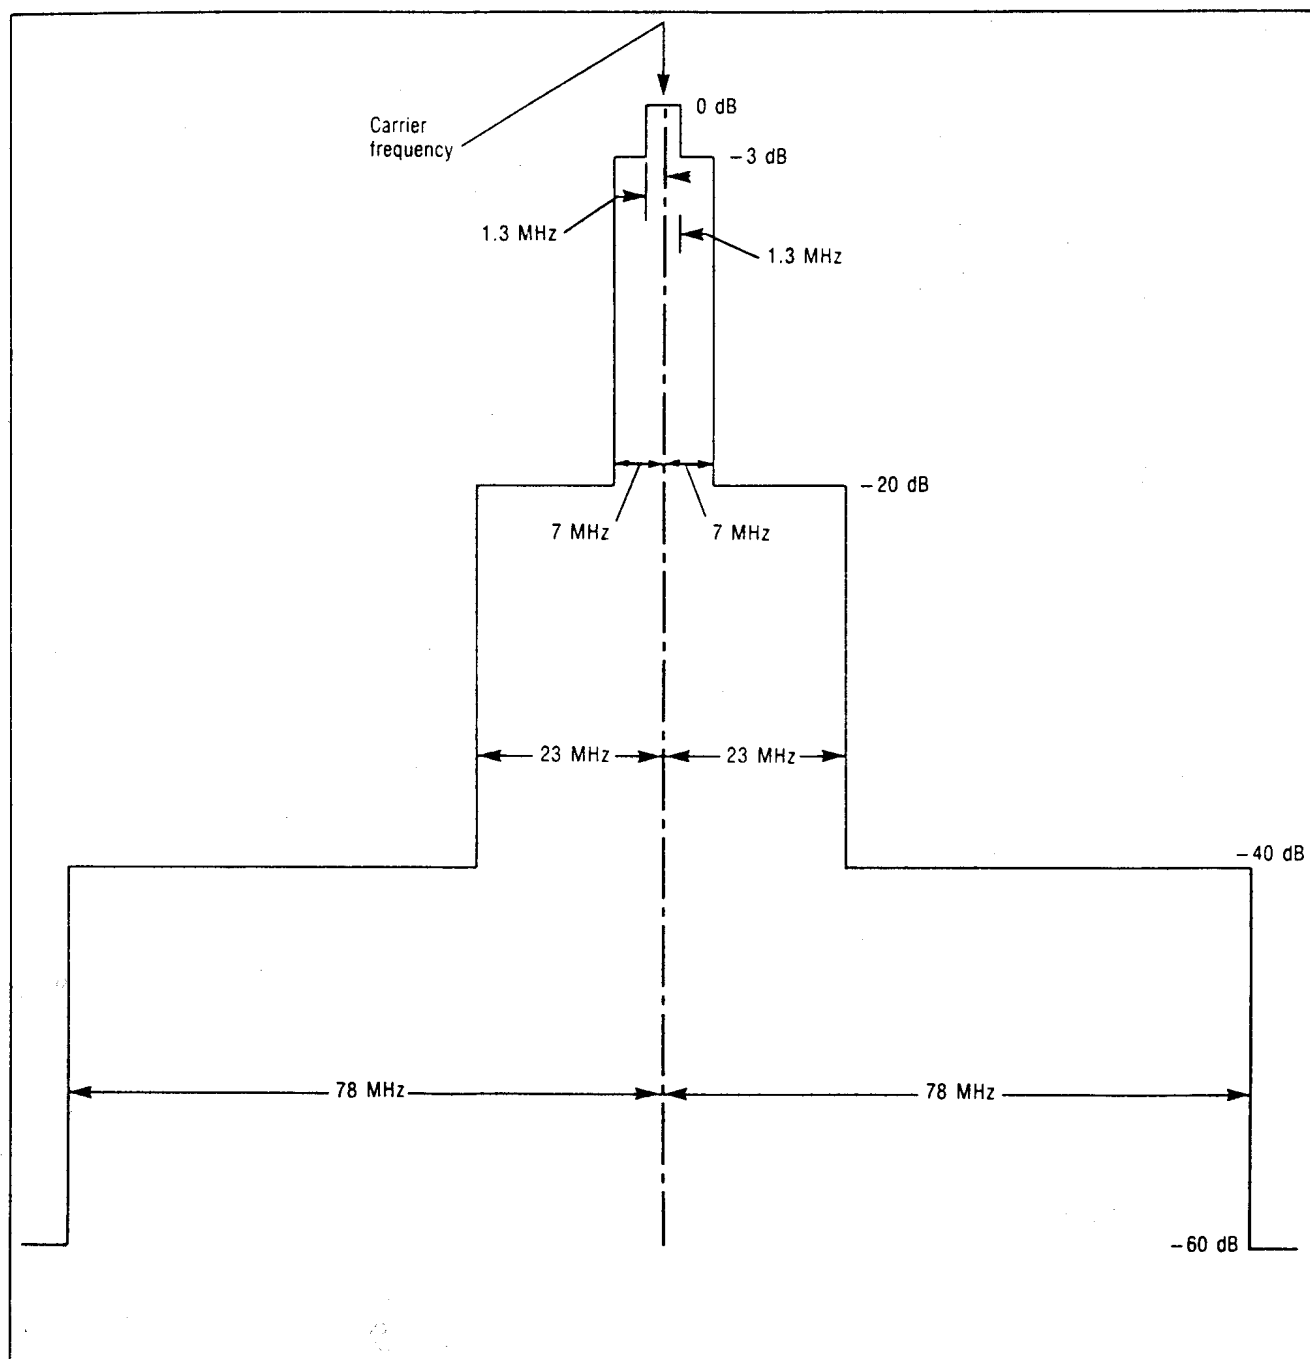 0 dB
Carrier
frequency
−3 dB
1.3 MHz
1.3 MHz
−20 dB
7 MHz
7 MHz
23 MHz
23 MHz
−40 dB
78 MHz
78 MHz
−60 dB